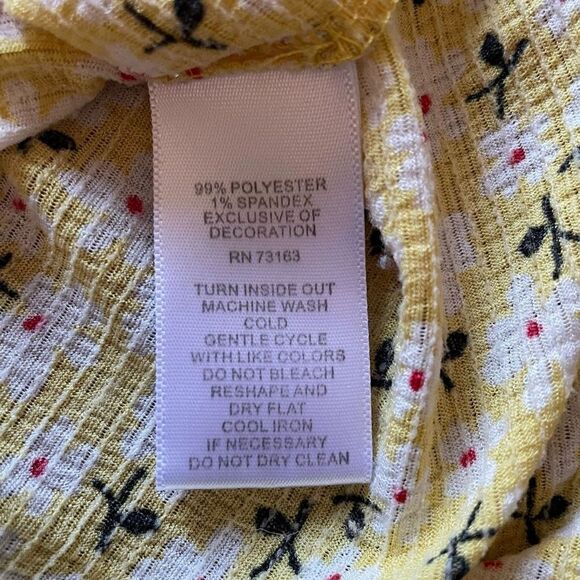 99% POLYESTER
1% SPANDEX
EXCLUSIVE OF
DECORATION
RN 73163
TURN INSIDE OUT
MACHINE WASH
COLD
GENTLE CYCLE
WITH LIKE COLORS
DO NOT BLEACH
RESHAPE AND
DRY FLAT
COOL IRON
IF NECESSARY
DO NOT DRY CLEAN